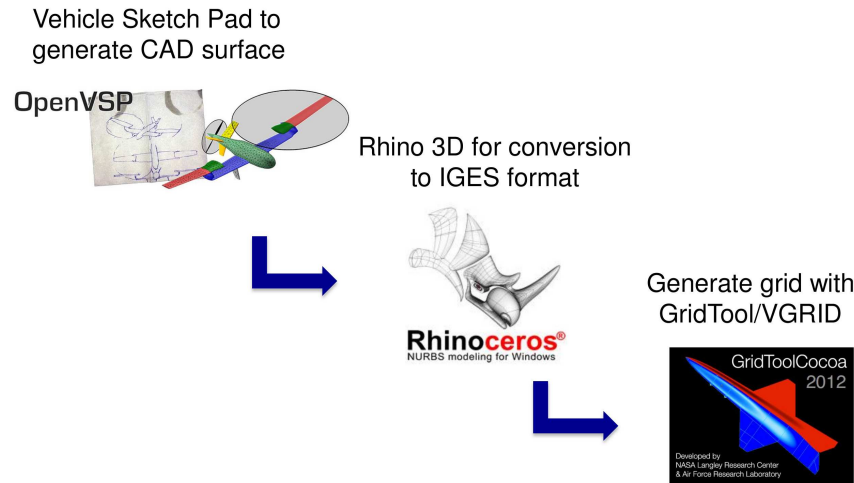 Vehicle Sketch Pad to
generate CAD surface
OpenVSP
Rhino 3D for conversion
to IGES format
Rhinoceros®
NURBS modeling for Windows
Generate grid with
GridTool/VGRID
GridToolCocoa
2012
Developed by
NASA Langley Research Center
& Air Force Research Laboratory